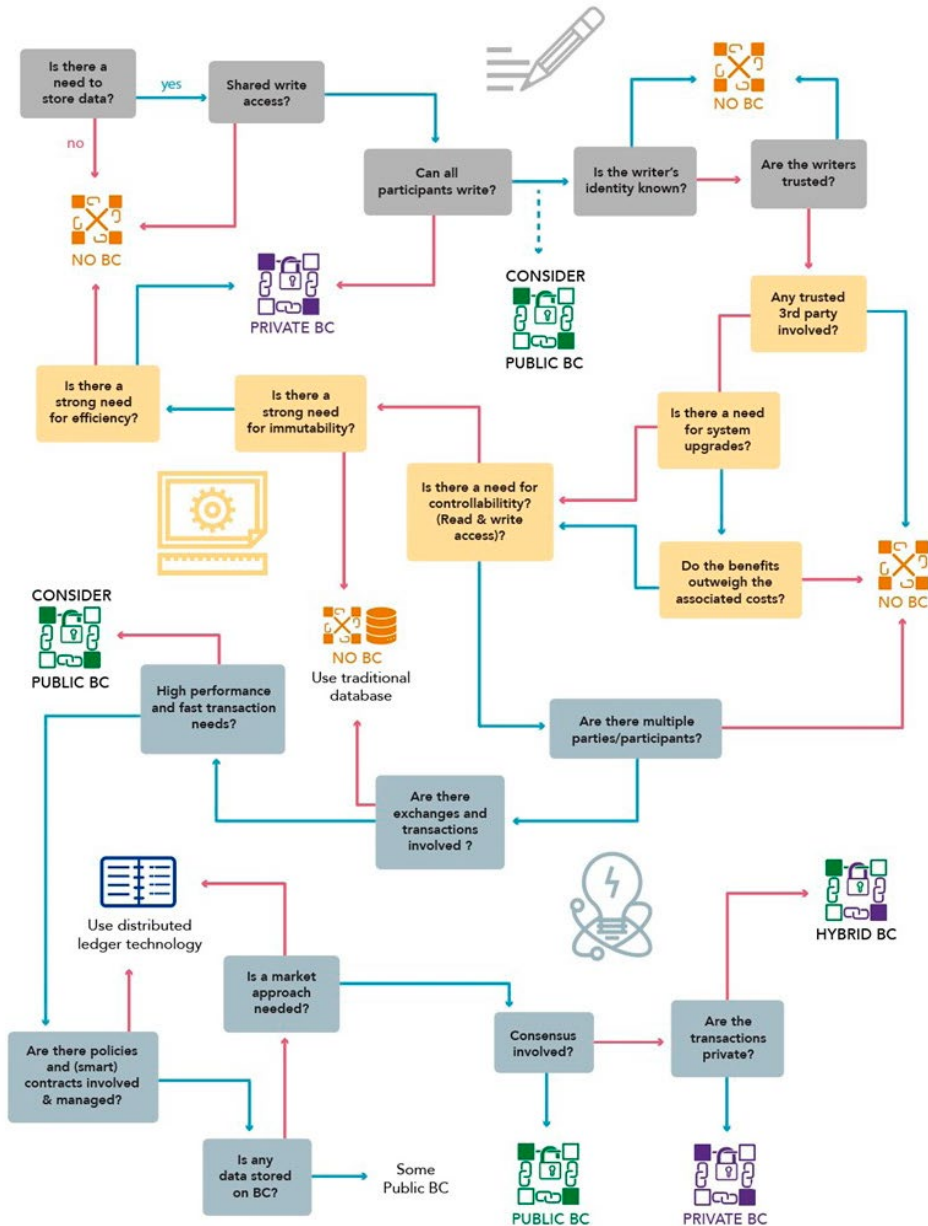 Is there a
need to
store data?
yes
Shared write
access?
no
NO BC
Can all
participants write?
Is the writer's
identity known?
Are the writers
trusted?
NO BC
PRIVATE BC
CONSIDER
PUBLIC BC
Any trusted
3rd party
involved?
Is there a
strong need
for efficiency?
Is there a
strong need
for immutability?
Is there a need
for system
upgrades?
Is there a need for
controllabititity?
(Read & write
access)?
Do the benefits
outweigh the
associated costs?
NO BC
CONSIDER
PUBLIC BC
NO BC
Use traditional
database
High performance
and fast transaction
needs?
Are there multiple
parties/participants?
Are there
exchanges and
transactions
involved ?
Use distributed
ledger technology
HYBRID BC
Is a market
approach
needed?
Consensus
involved?
Are the
transactions
private?
Are there policies
and (smart)
contracts involved
& managed?
Is any
data stored
on BC?
Some
Public BC
PUBLIC BC
PRIVATE BC